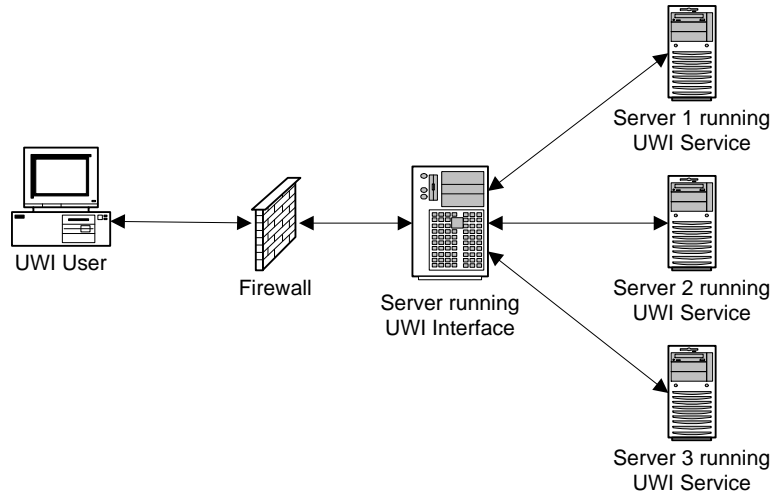 Server 1 running
UWI Service
UWI User
Firewall
Server running
UWI Interface
Server 2 running
UWI Service
Server 3 running
UWI Service